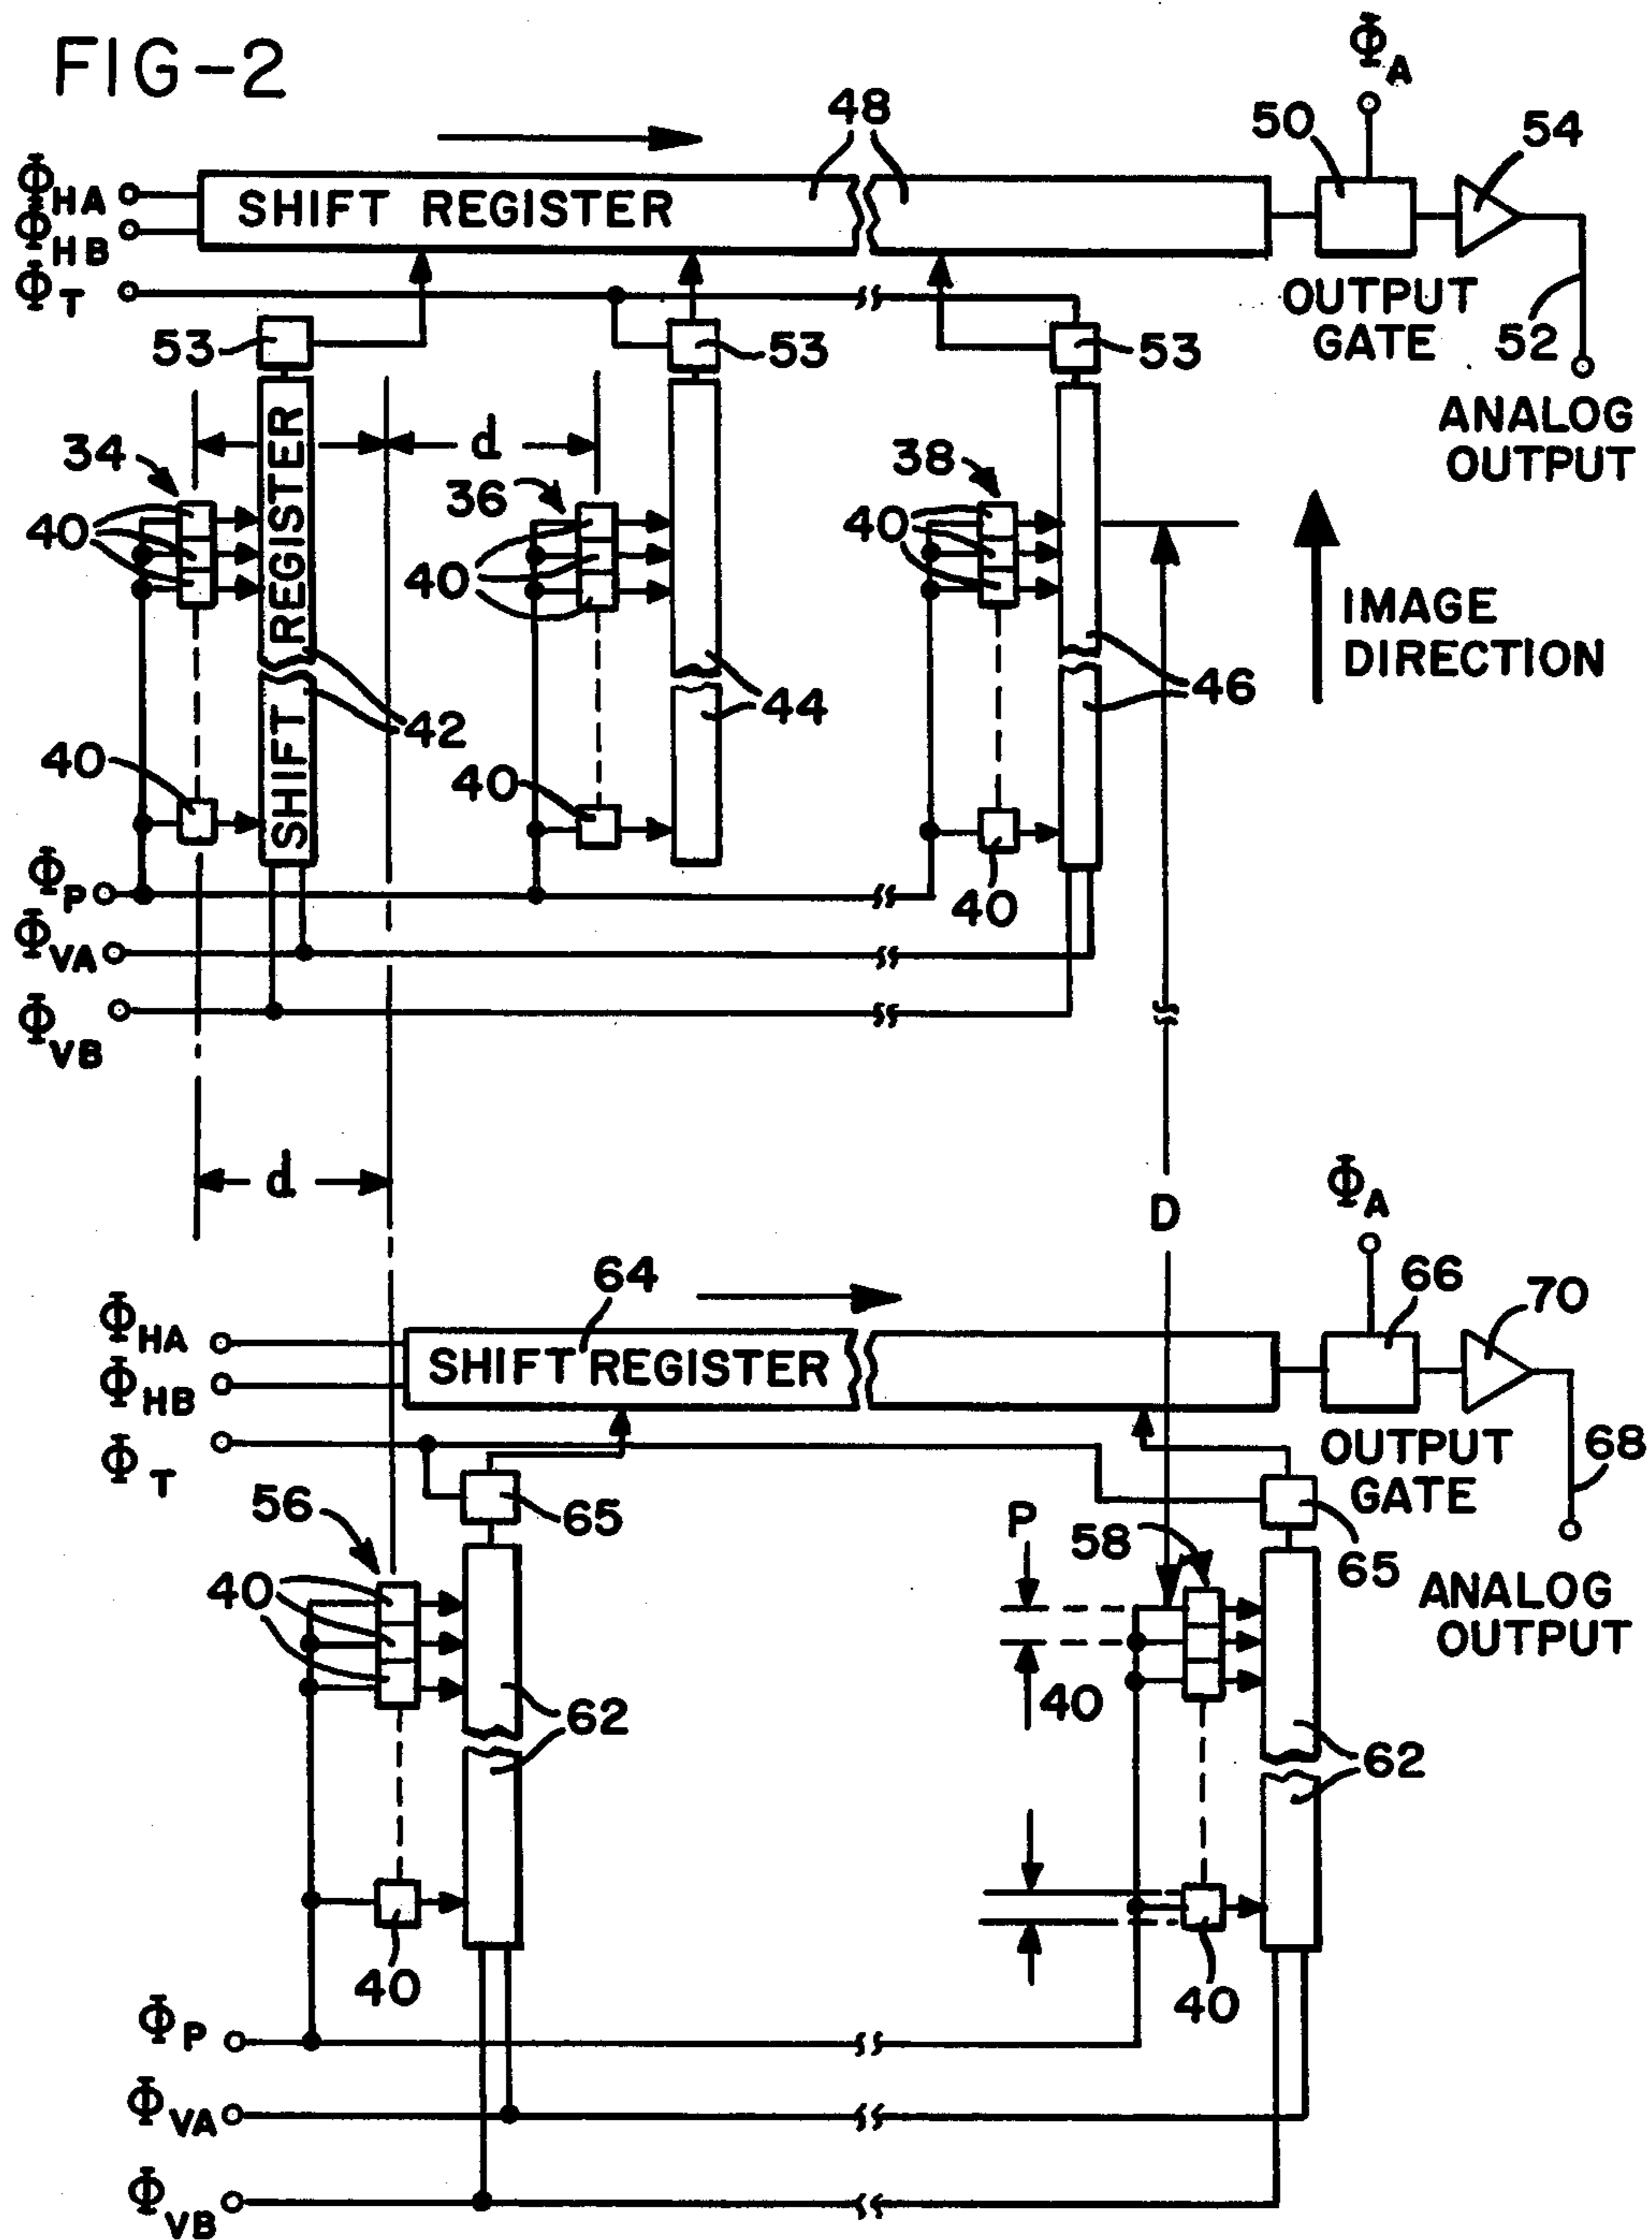 FIG-2
ΦA
48
50
54
ΦHA
SHIFT REGISTER
ΦHB
ΦT
OUTPUT
GATE
52
53
53
53
ANALOG
OUTPUT
d
34
36
38
40
40
40
SHIFT REGISTER
IMAGE
DIRECTION
42
44
46
40
40
40
ΦP
ΦVA
ΦVB
d
D
ΦA
64
66
70
ΦHA
SHIFT REGISTER
ΦHB
ΦT
OUTPUT
GATE
68
56
65
P
58
65
40
ANALOG
OUTPUT
40
62
62
40
40
ΦP
ΦVA
ΦVB